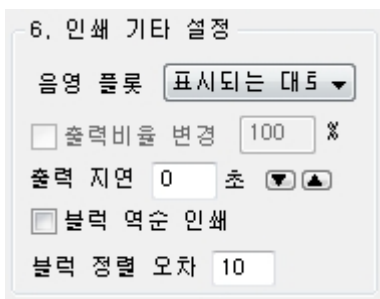 6. 인쇄 기타 설정
음영 플롯 표시되는 대로
출력비율 변경 100 %
출력 지연 0 초
블럭 역순 인쇄
블럭 정렬 오차 10